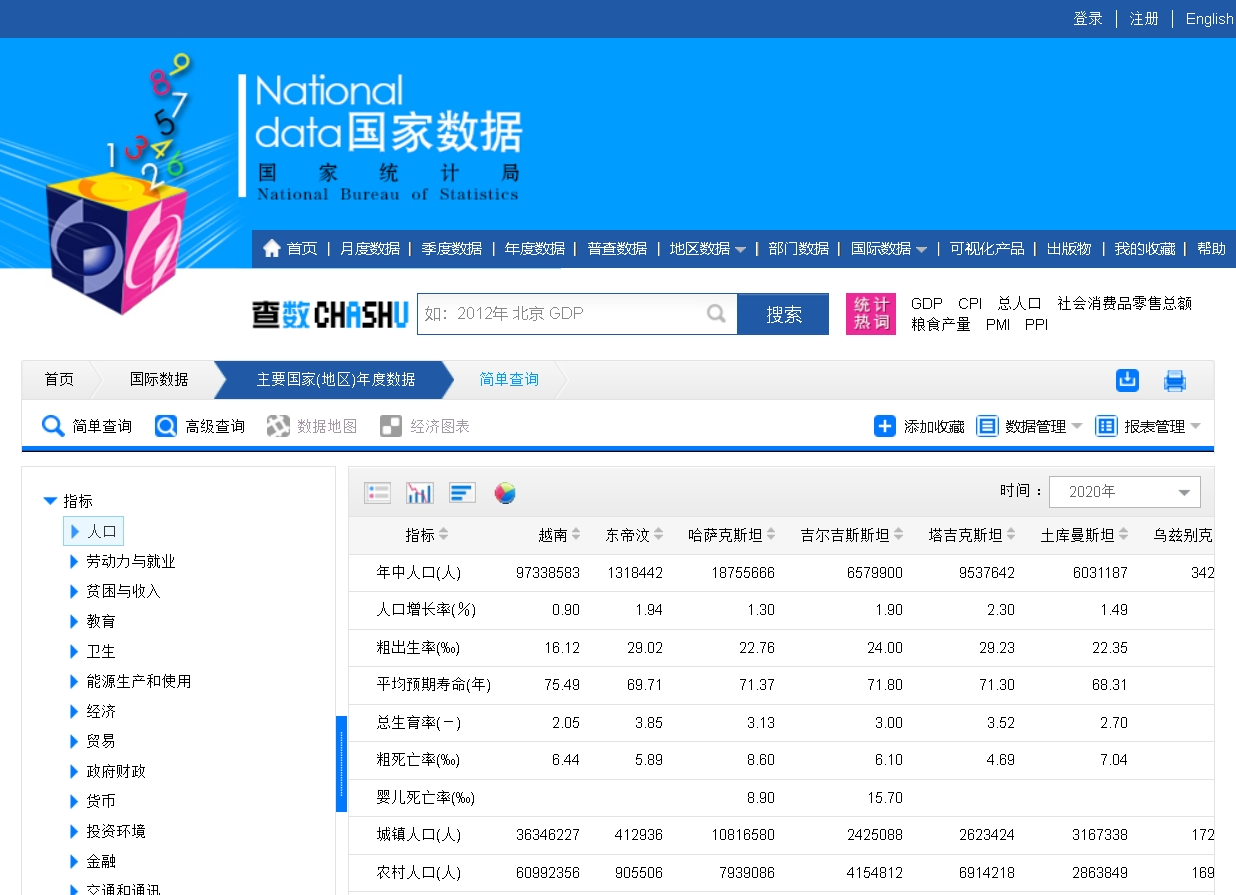 登录 | 注册 | English
9
8
7
5
1 3 4 6
2
National
data国家数据
国家统计局
National Bureau of Statistics
首页 | 月度数据 | 季度数据 | 年度数据 | 普查数据 | 地区数据 | 部门数据 | 国际数据 | 可视化产品 | 出版物 | 我的收藏 | 帮助
查数CHASHU 如：2012年 北京 GDP 搜索 统计热词 GDP CPI 总人口 社会消费品零售总额
粮食产量 PMI PPI
首页 国际数据 主要国家(地区)年度数据 简单查询
简单查询 高级查询 数据地图 经济图表 添加收藏 数据管理 报表管理
指标
人口
劳动力与就业
贫困与收入
教育
卫生
能源生产和使用
经济
贸易
政府财政
货币
投资环境
金融
交通和通讯
时间： 2020年
指标 越南 东帝汶 哈萨克斯坦 吉尔吉斯斯坦 塔吉克斯坦 土库曼斯坦 乌兹别克
年中人口(人) 97338583 1318442 18755666 6579900 9537642 6031187 342
人口增长率(%) 0.90 1.94 1.30 1.90 2.30 1.49
粗出生率(‰) 16.12 29.02 22.76 24.00 29.23 22.35
平均预期寿命(年) 75.49 69.71 71.37 71.80 71.30 68.31
总生育率(－) 2.05 3.85 3.13 3.00 3.52 2.70
粗死亡率(‰) 6.44 5.89 8.60 6.10 4.69 7.04
婴儿死亡率(‰) 8.90 15.70
城镇人口(人) 36346227 412936 10816580 2425088 2623424 3167338 172
农村人口(人) 60992356 905506 7939086 4154812 6914218 2863849 169